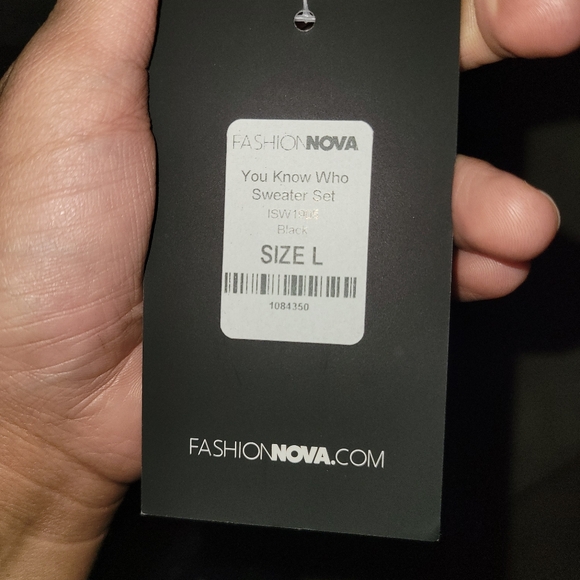 FASHIONNOVA
You Know Who
Sweater Set
Black
SIZE L
1084350
FASHIONNOVA.COM